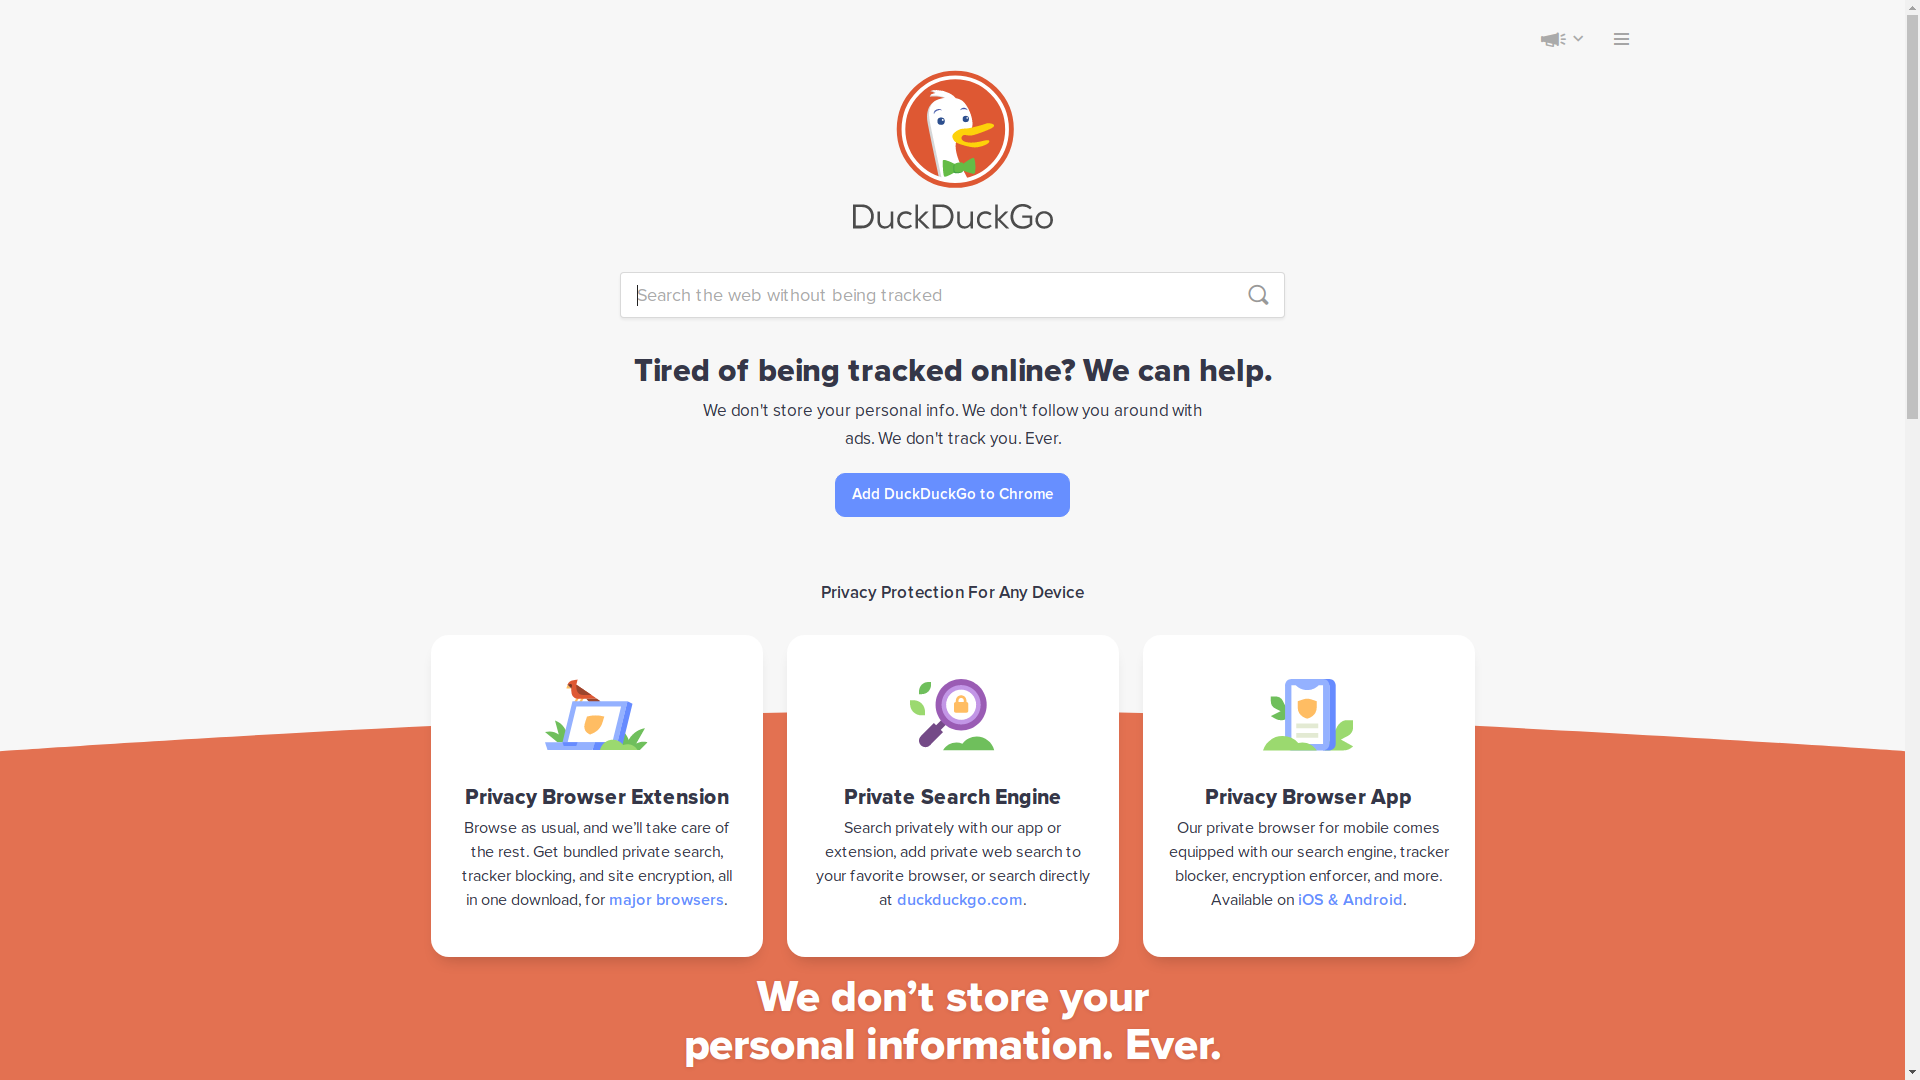 DuckDuckGo
Search the web without being tracked
Tired of being tracked online? We can help.
We don't store your personal info. We don't follow you around with
ads. We don't track you. Ever.
Add DuckDuckGo to Chrome
Privacy Protection For Any Device
Privacy Browser Extension
Browse as usual, and we’ll take care of
the rest. Get bundled private search,
tracker blocking, and site encryption, all
in one download, for major browsers.
Private Search Engine
Search privately with our app or
extension, add private web search to
your favorite browser, or search directly
at duckduckgo.com.
Privacy Browser App
Our private browser for mobile comes
equipped with our search engine, tracker
blocker, encryption enforcer, and more.
Available on iOS & Android.
We don’t store your
personal information. Ever.